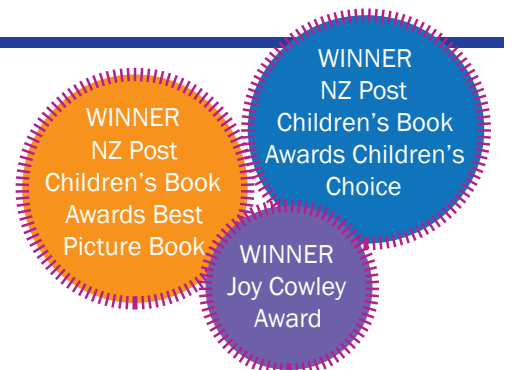 WINNER
NZ Post
Children's Book
Awards Best
Picture Book
WINNER
NZ Post
Children's Book
Awards Children's
Choice
WINNER
Joy Cowley
Award